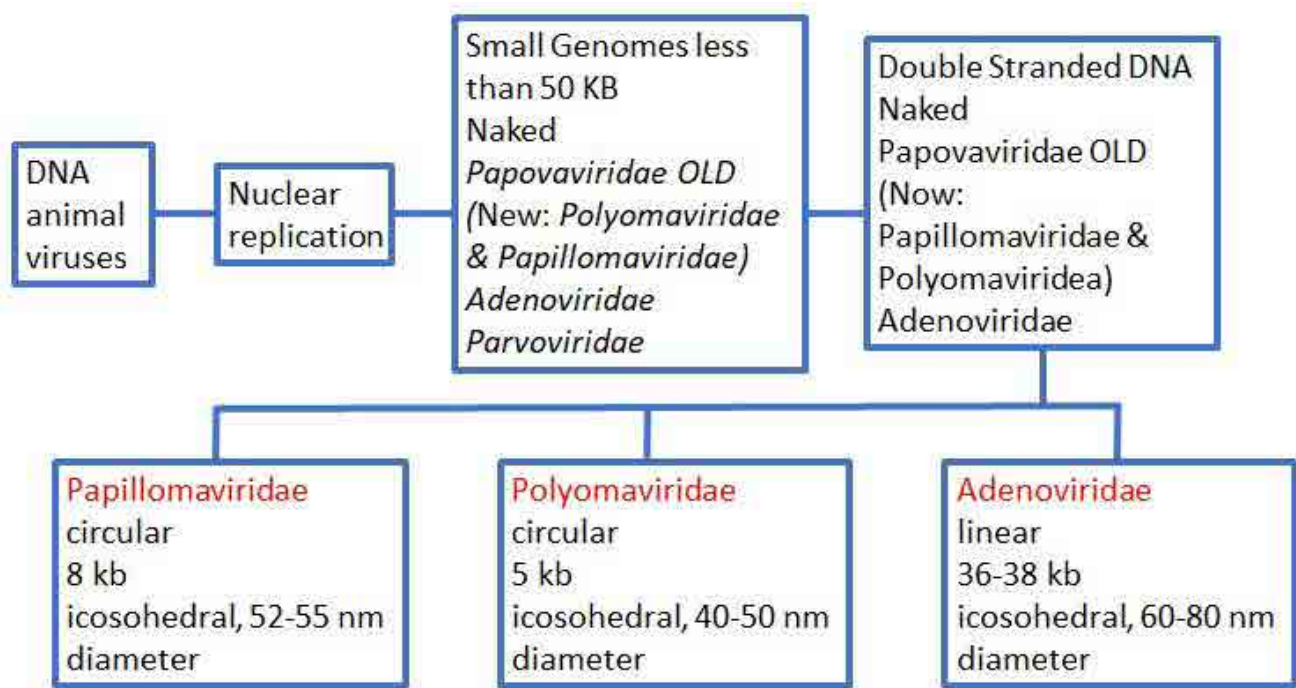 DNA
animal
viruses
Nuclear
replication
Small Genomes less
than 50 KB
Naked
Papovaviridae OLD
(New: Polyomaviridae
& Papillomaviridae)
Adenoviridae
Parvoviridae
Double Stranded DNA
Naked
Papovaviridae OLD
(Now:
Papillomaviridae &
Polyomaviridea)
Adenoviridae
Papillomaviridae
circular
8 kb
icosohedral, 52-55 nm
diameter
Polyomaviridae
circular
5 kb
icosohedral, 40-50 nm
diameter
Adenoviridae
linear
36-38 kb
icosohedral, 60-80 nm
diameter